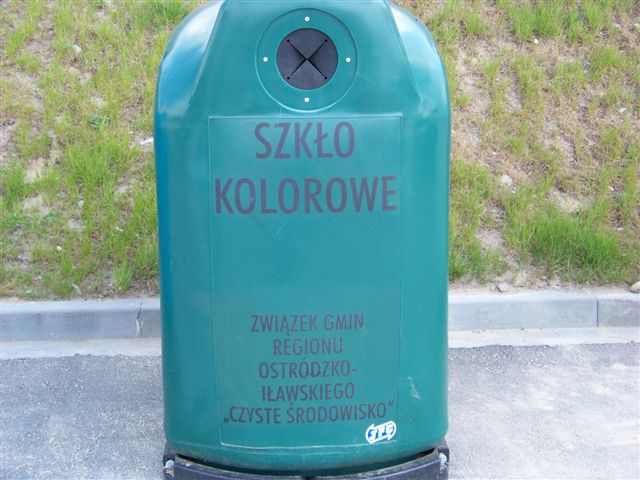 SZKŁO
KOLOROWE
ZWIĄZEK GMIN
REGIONU
OSTRÓDZKO-
IŁAWSKIEGO
„CZYSTE ŚRODOWISKO"